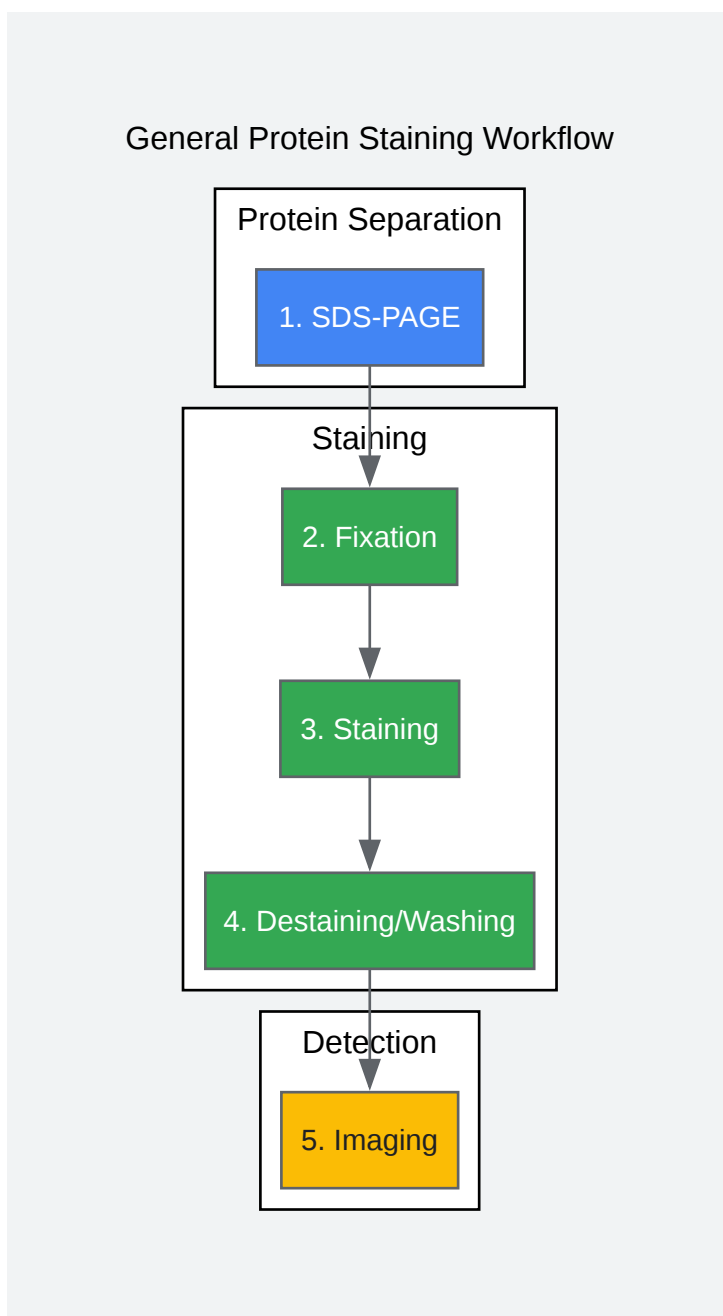 General Protein Staining Workflow
Protein Separation
1. SDS-PAGE
Staining
2. Fixation
3. Staining
4. Destaining/Washing
Detection
5. Imaging